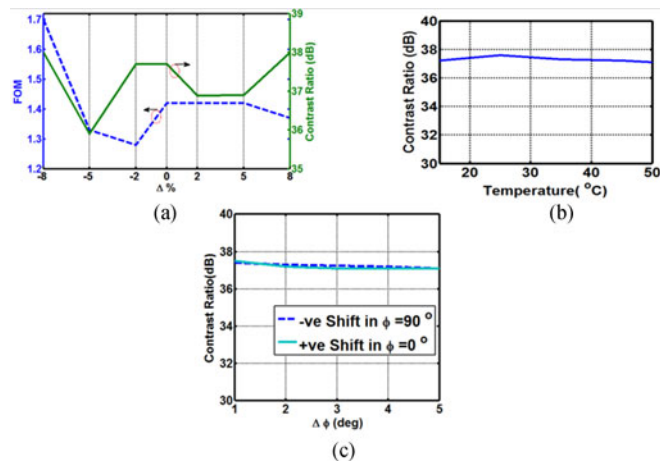 1.7
1.6
1.5
1.4
1.3
1.2
FOM
39
38
37
36
35
Contrast Ratio (dB)
-8 -5 -2 0 2 5 8
Δ %
(a)
40
38
36
34
32
30
Contrast Ratio (dB)
20 30 40 50
Temperature( °C)
(b)
40
38
36
34
32
30
Contrast Ratio(dB)
-ve Shift in ϕ =90 °
+ve Shift in ϕ =0 °
1 2 3 4 5
Δ ϕ (deg)
(c)